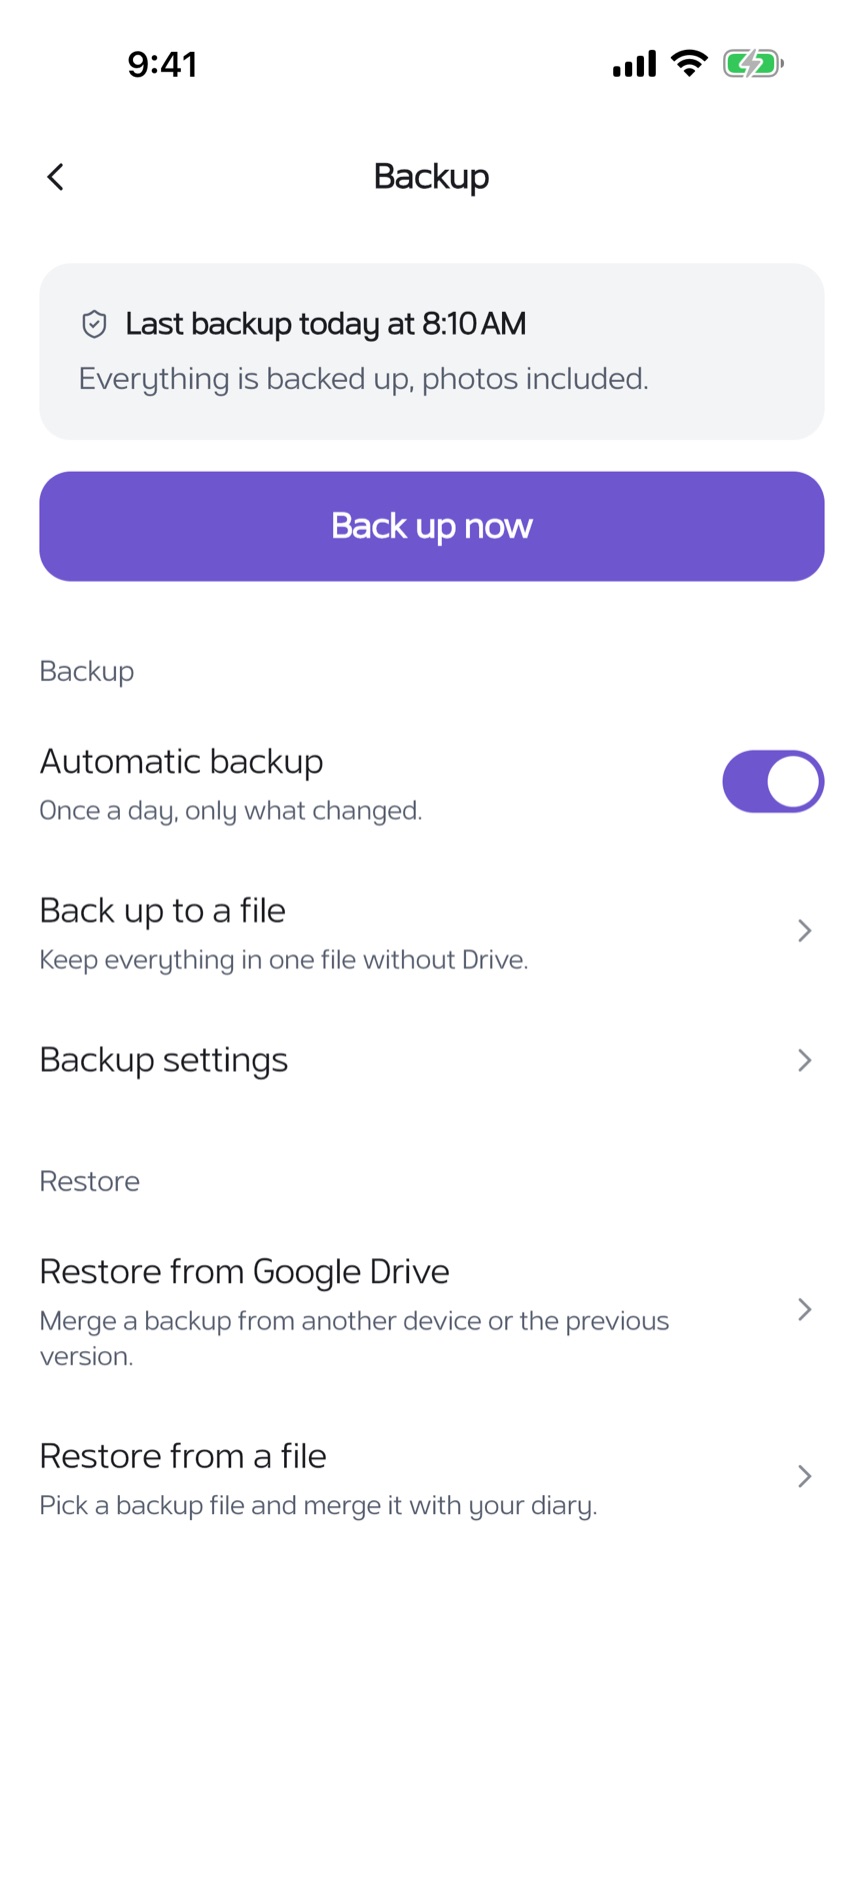 9:41
Backup
Last backup today at 8:10 AM
Everything is backed up, photos included.
Back up now
Backup
Automatic backup
Once a day, only what changed.
Back up to a file
Keep everything in one file without Drive.
Backup settings
Restore
Restore from Google Drive
Merge a backup from another device or the previous
version.
Restore from a file
Pick a backup file and merge it with your diary.